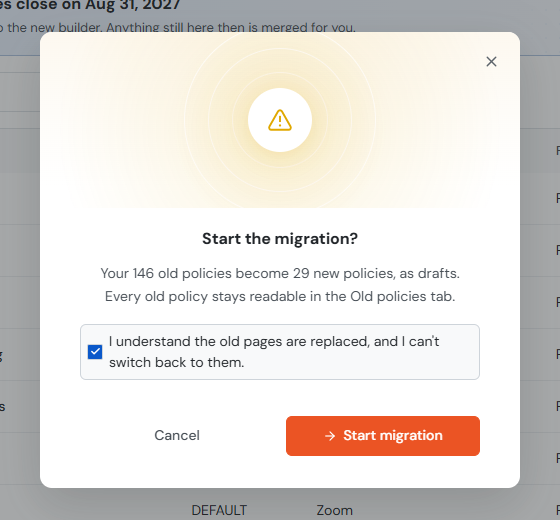 es close on Aug 31, 2027
o the new builder. Anything still here then is merged for you.
Start the migration?
Your 146 old policies become 29 new policies, as drafts.
Every old policy stays readable in the Old policies tab.
I understand the old pages are replaced, and I can't
switch back to them.
Cancel
Start migration
g
s
DEFAULT
Zoom